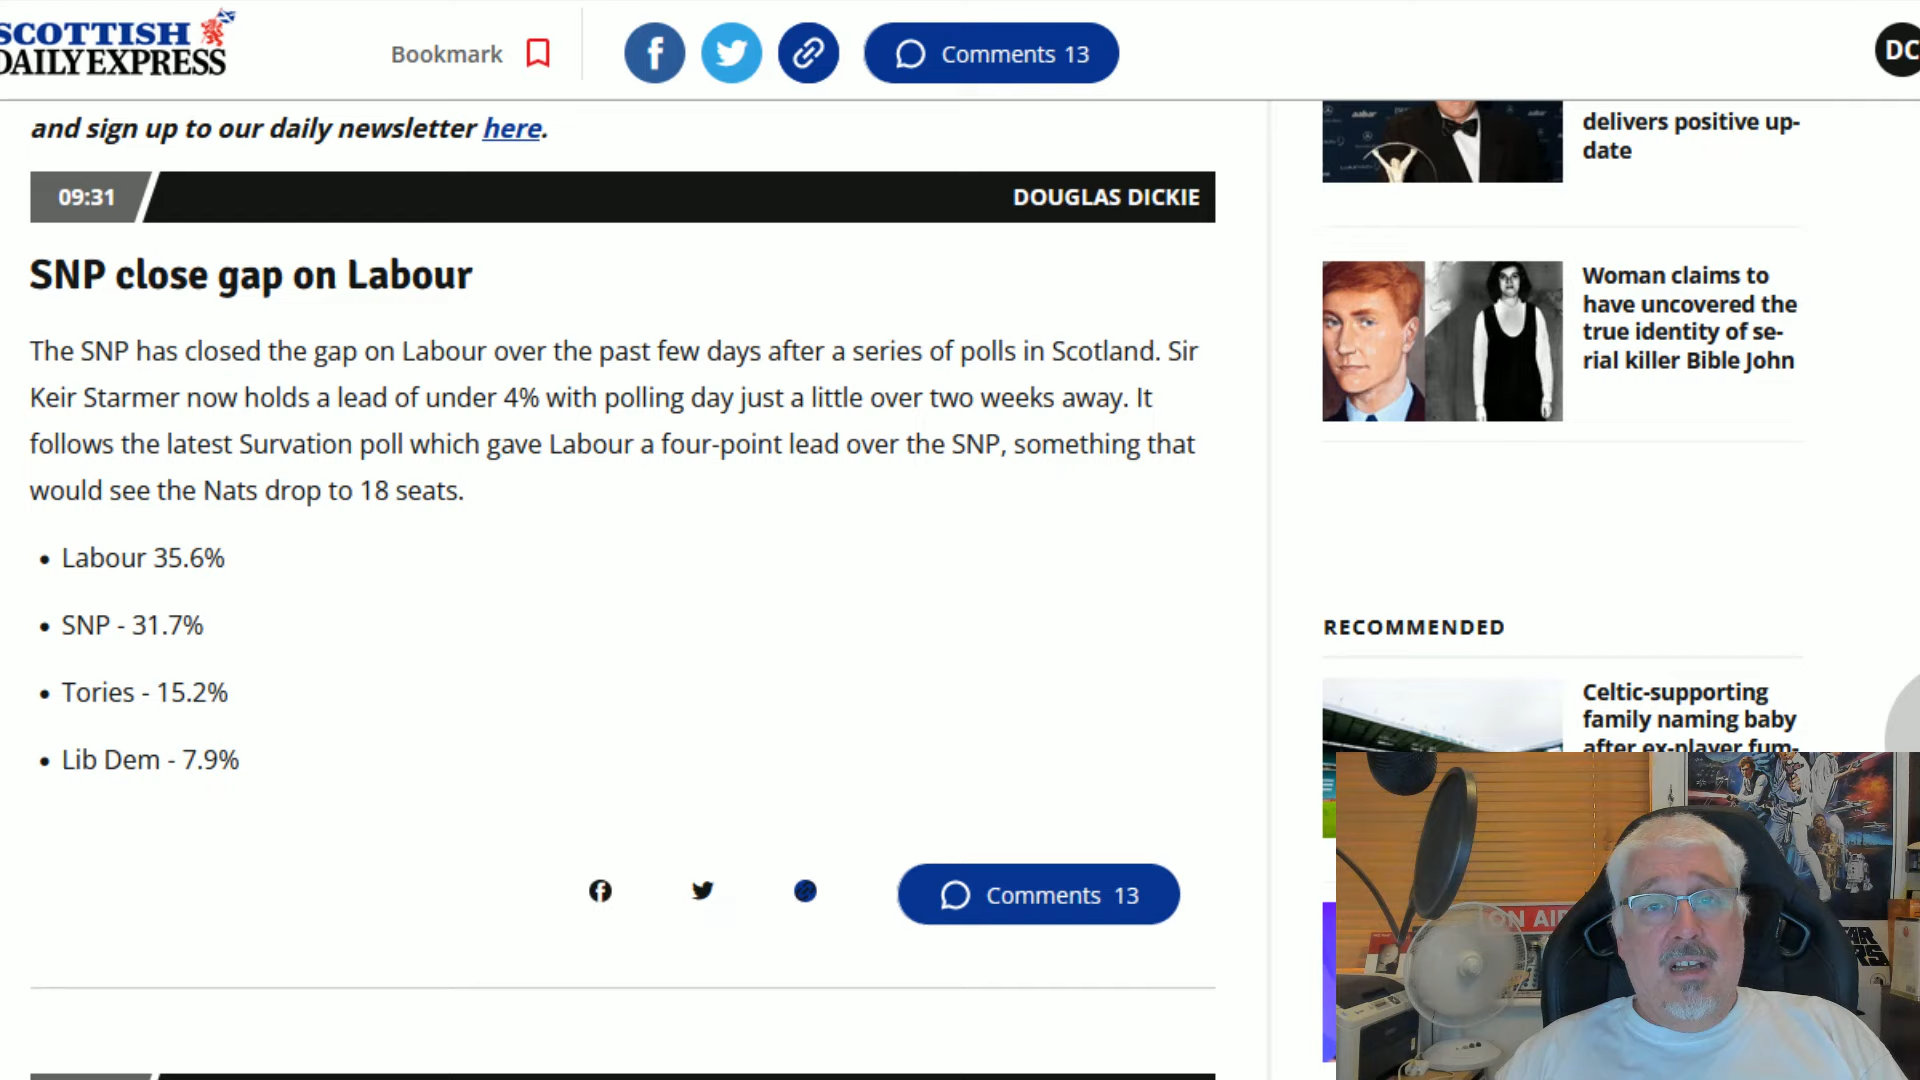 SCOTTISH
DAILY EXPRESS
Bookmark
Comments 13
DC
and sign up to our daily newsletter here.
09:31
DOUGLAS DICKIE
SNP close gap on Labour
The SNP has closed the gap on Labour over the past few days after a series of polls in Scotland. Sir
Keir Starmer now holds a lead of under 4% with polling day just a little over two weeks away. It
follows the latest Survation poll which gave Labour a four-point lead over the SNP, something that
would see the Nats drop to 18 seats.
• Labour 35.6%
• SNP - 31.7%
• Tories - 15.2%
• Lib Dem - 7.9%
Comments 13
delivers positive up-
date
Woman claims to
have uncovered the
true identity of se-
rial killer Bible John
RECOMMENDED
Celtic-supporting
family naming baby
after ex-player fum-
ON AI